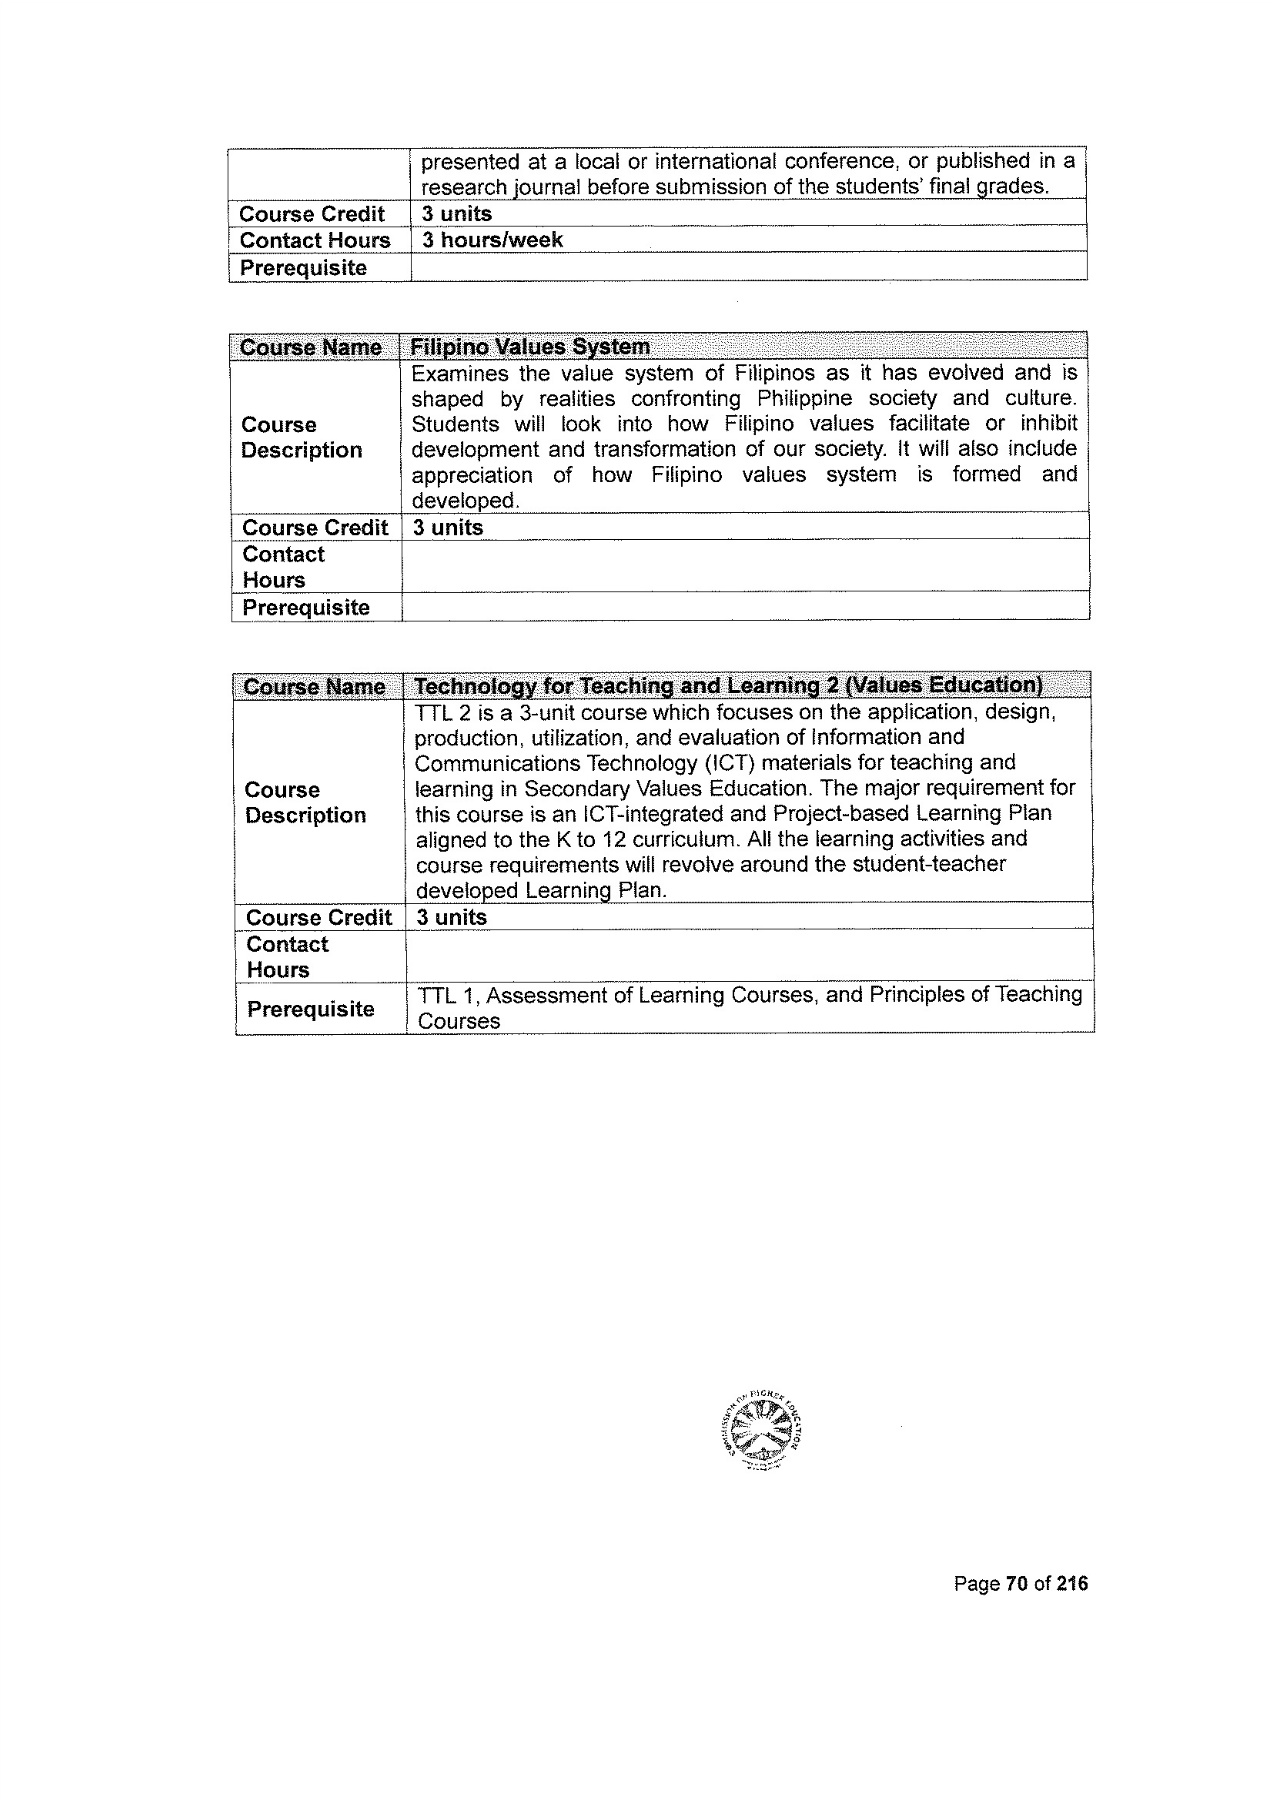 presented at a local or international conference, or published in a
research journal before submission of the students' final grades.
Course Credit 3 units
Contact Hours 3 hours/week
Prerequisite
Course Name Filipino Values System
Course Description
Examines the value system of Filipinos as it has evolved and is
shaped by realities confronting Philippine society and culture.
Students will look into how Filipino values facilitate or inhibit
development and transformation of our society. It will also include
appreciation of how Filipino values system is formed and
developed.
Course Credit 3 units
Contact
Hours
Prerequisite
Course Name Technology for Teaching and Learning 2 (Values Education)
Course Description
TTL 2 is a 3-unit course which focuses on the application, design,
production, utilization, and evaluation of Information and
Communications Technology (ICT) materials for teaching and
learning in Secondary Values Education. The major requirement for
this course is an ICT-integrated and Project-based Learning Plan
aligned to the K to 12 curriculum. All the learning activities and
course requirements will revolve around the student-teacher
developed Learning Plan.
Course Credit 3 units
Contact
Hours
Prerequisite
TTL 1, Assessment of Learning Courses, and Principles of Teaching
Courses
COMMISSION ON HIGHER EDUCATION
Page 70 of 216